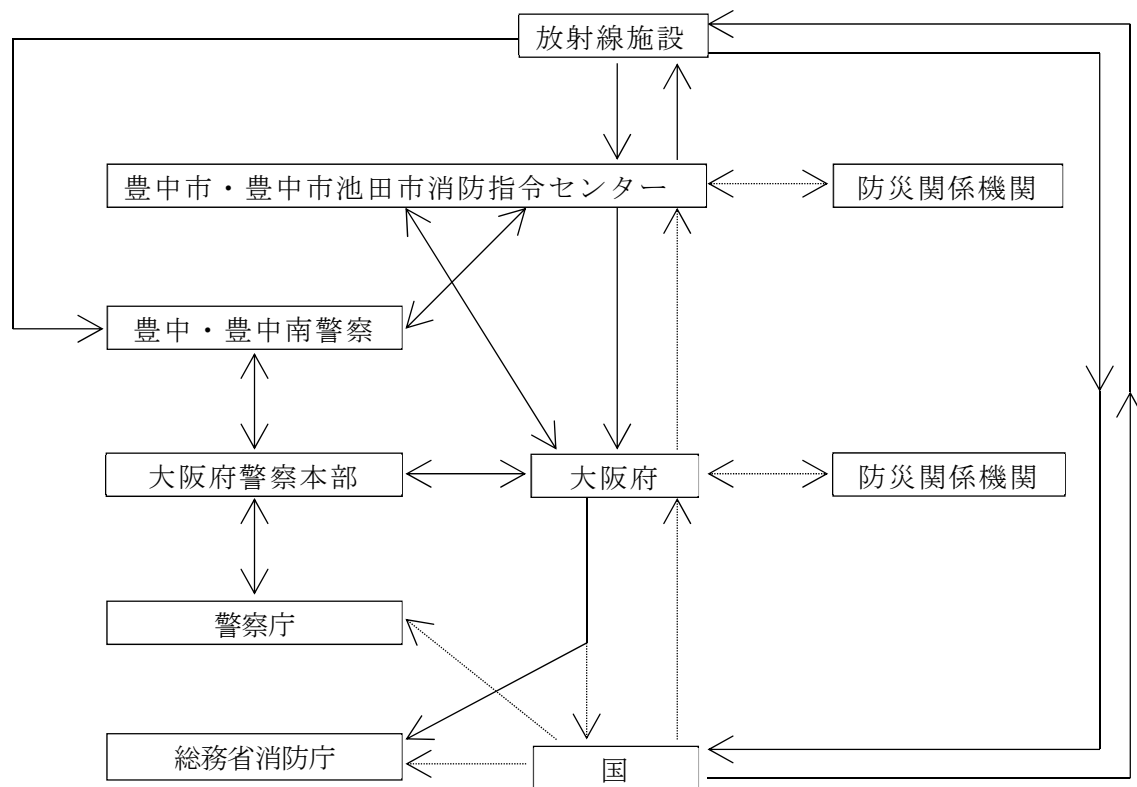 放射線施設
豊中市・豊中市池田市消防指令センター
防災関係機関
豊中・豊中南警察
大阪府警察本部
大阪府
防災関係機関
警察庁
総務省消防庁
国